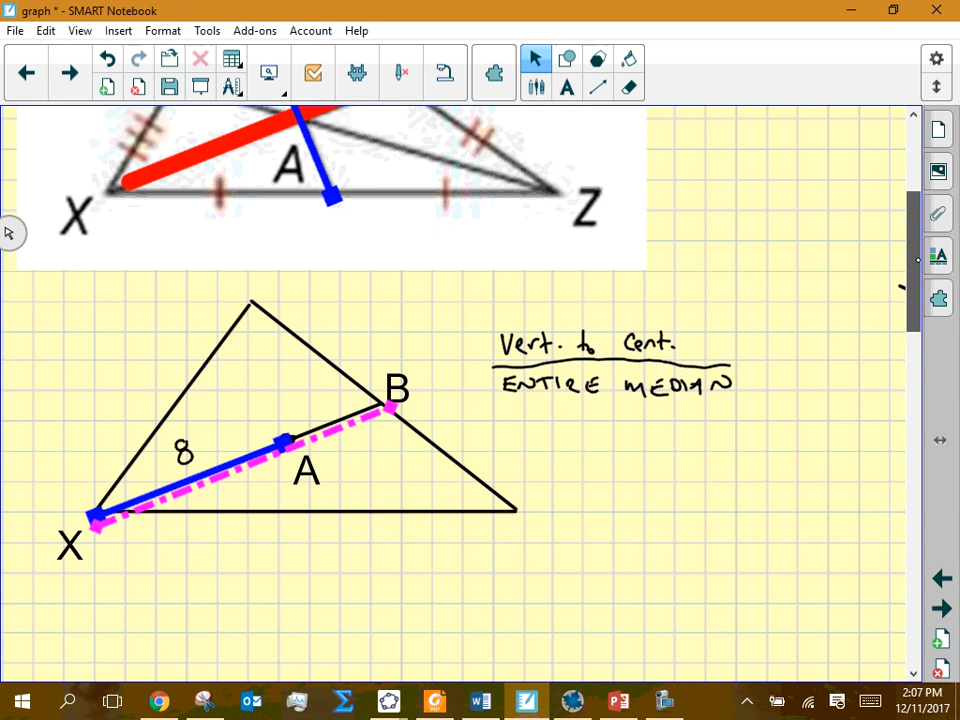 graph * - SMART Notebook
File Edit View Insert Format Tools Add-ons Account Help
A
X
Z
Vert. to Cent.
ENTIRE MEDIAN
B
8
A
X
2:07 PM
12/11/2017